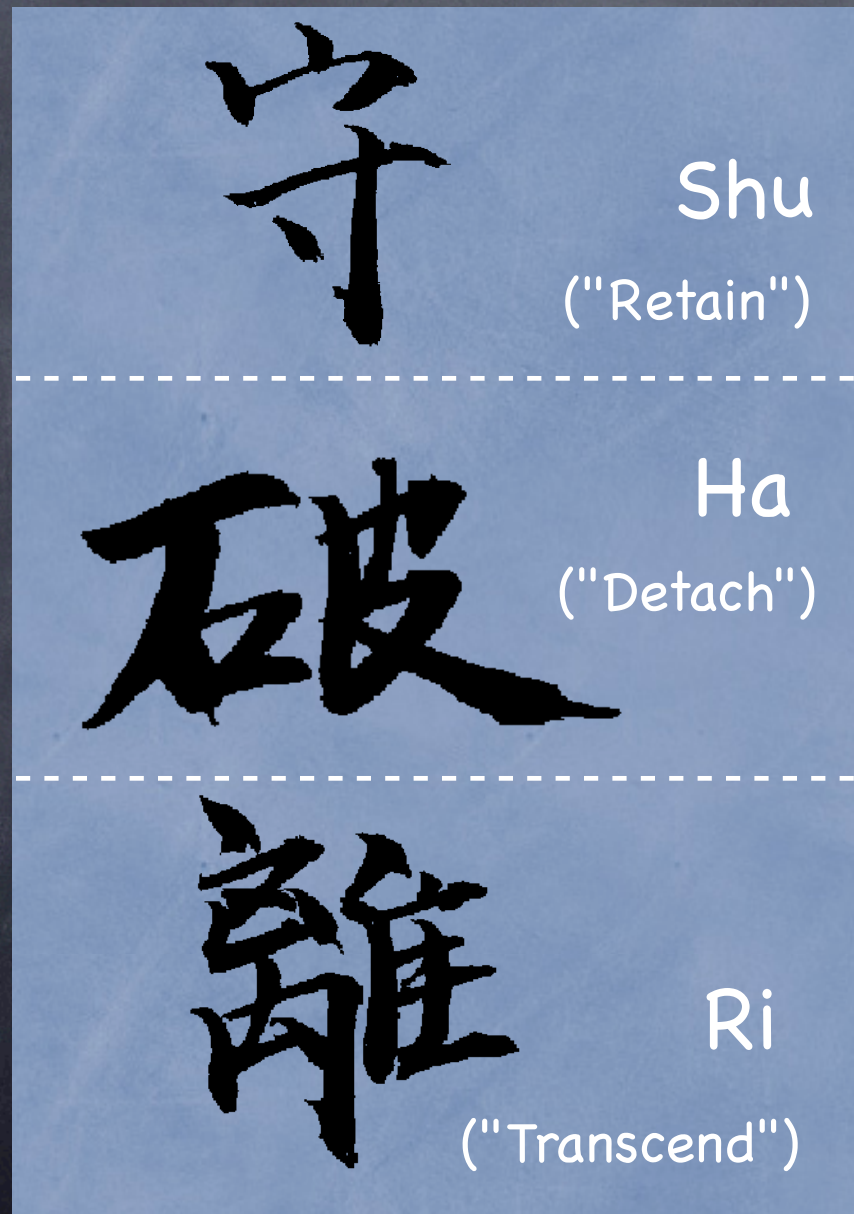 守
Shu
("Retain")
破
Ha
("Detach")
離
Ri
("Transcend")